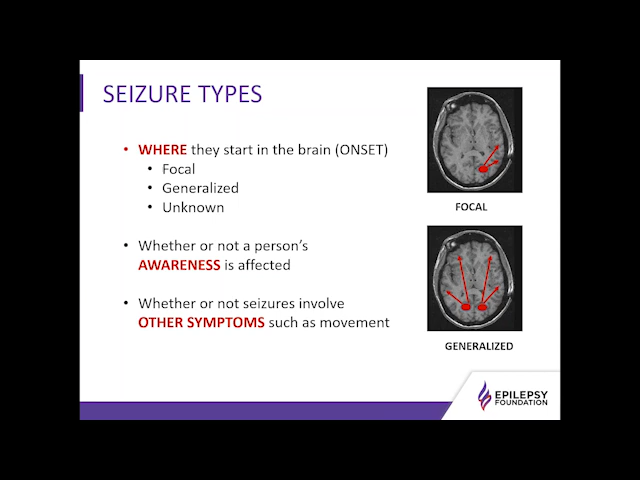 SEIZURE TYPES
• WHERE they start in the brain (ONSET)
• Focal
• Generalized
• Unknown
• Whether or not a person's
AWARENESS is affected
• Whether or not seizures involve
OTHER SYMPTOMS such as movement
FOCAL
GENERALIZED
EPILEPSY
FOUNDATION